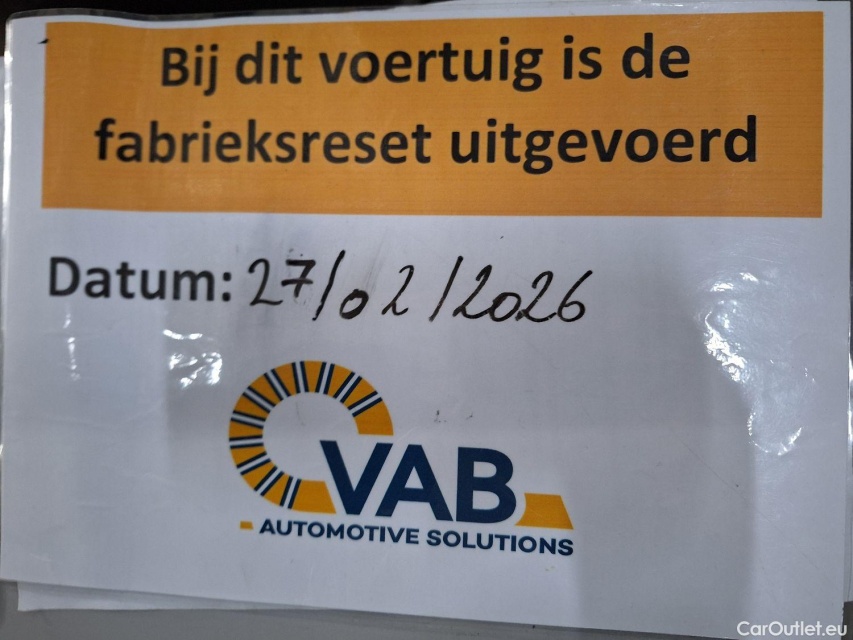 Bij dit voertuig is de
fabrieksreset uitgevoerd
Datum: 27/02/2026
VAB
AUTOMOTIVE SOLUTIONS
CarOutlet.eu